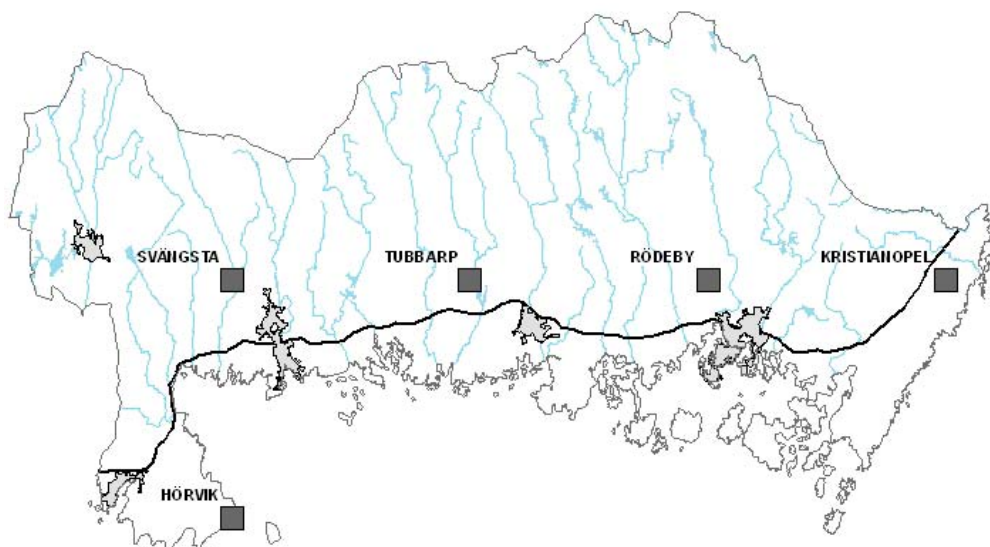 SVÄNGSTA
TUBBARP
RÖDEBY
KRISTIANOPEL
HÖRVIK